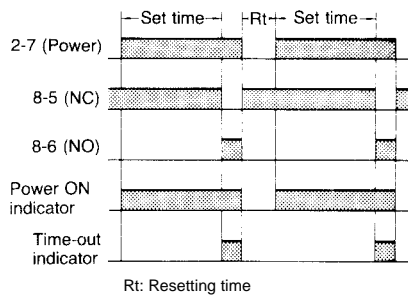 Set time Rt Set time
2-7 (Power)
8-5 (NC)
8-6 (NO)
Power ON
indicator
Time-out
indicator
Rt: Resetting time